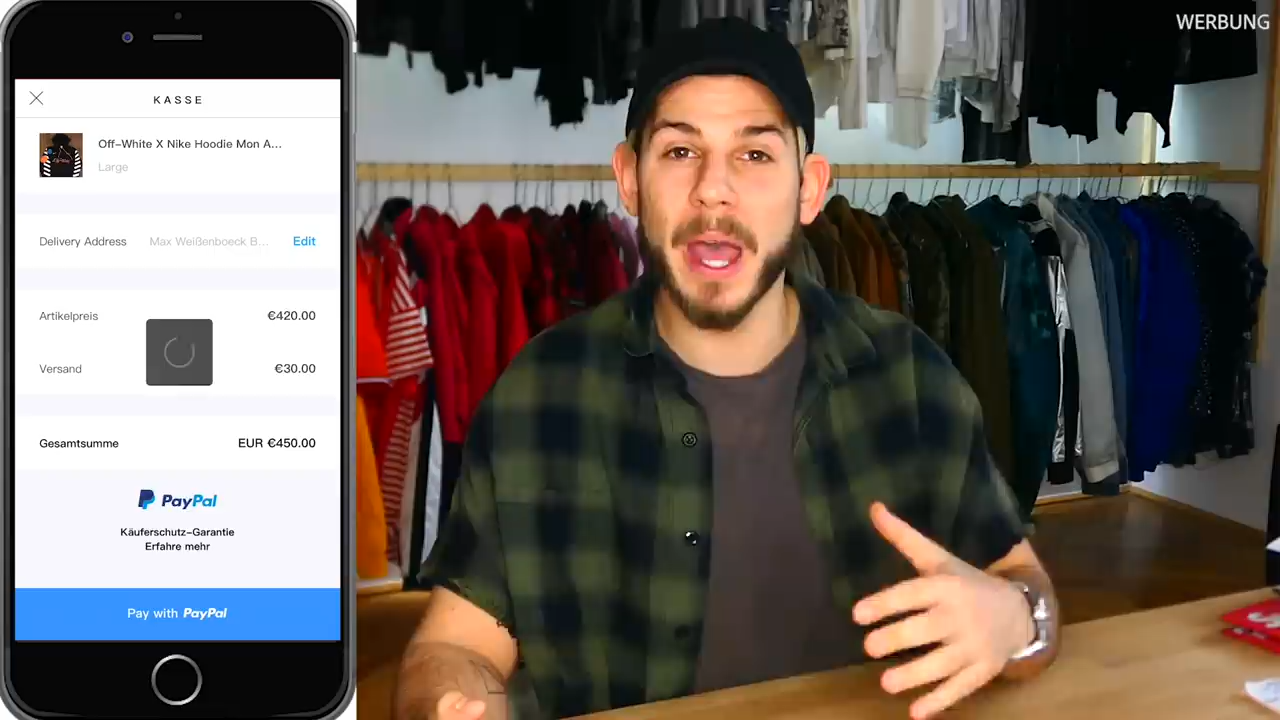 WERBUNG
KASSE
Off-White X Nike Hoodie Mon A...
Large
Delivery Address Max Weißenboeck B... Edit
Artikelpreis €420.00
Versand €30.00
Gesamtsumme EUR €450.00
PayPal
Käuferschutz-Garantie
Erfahre mehr
Pay with PayPal